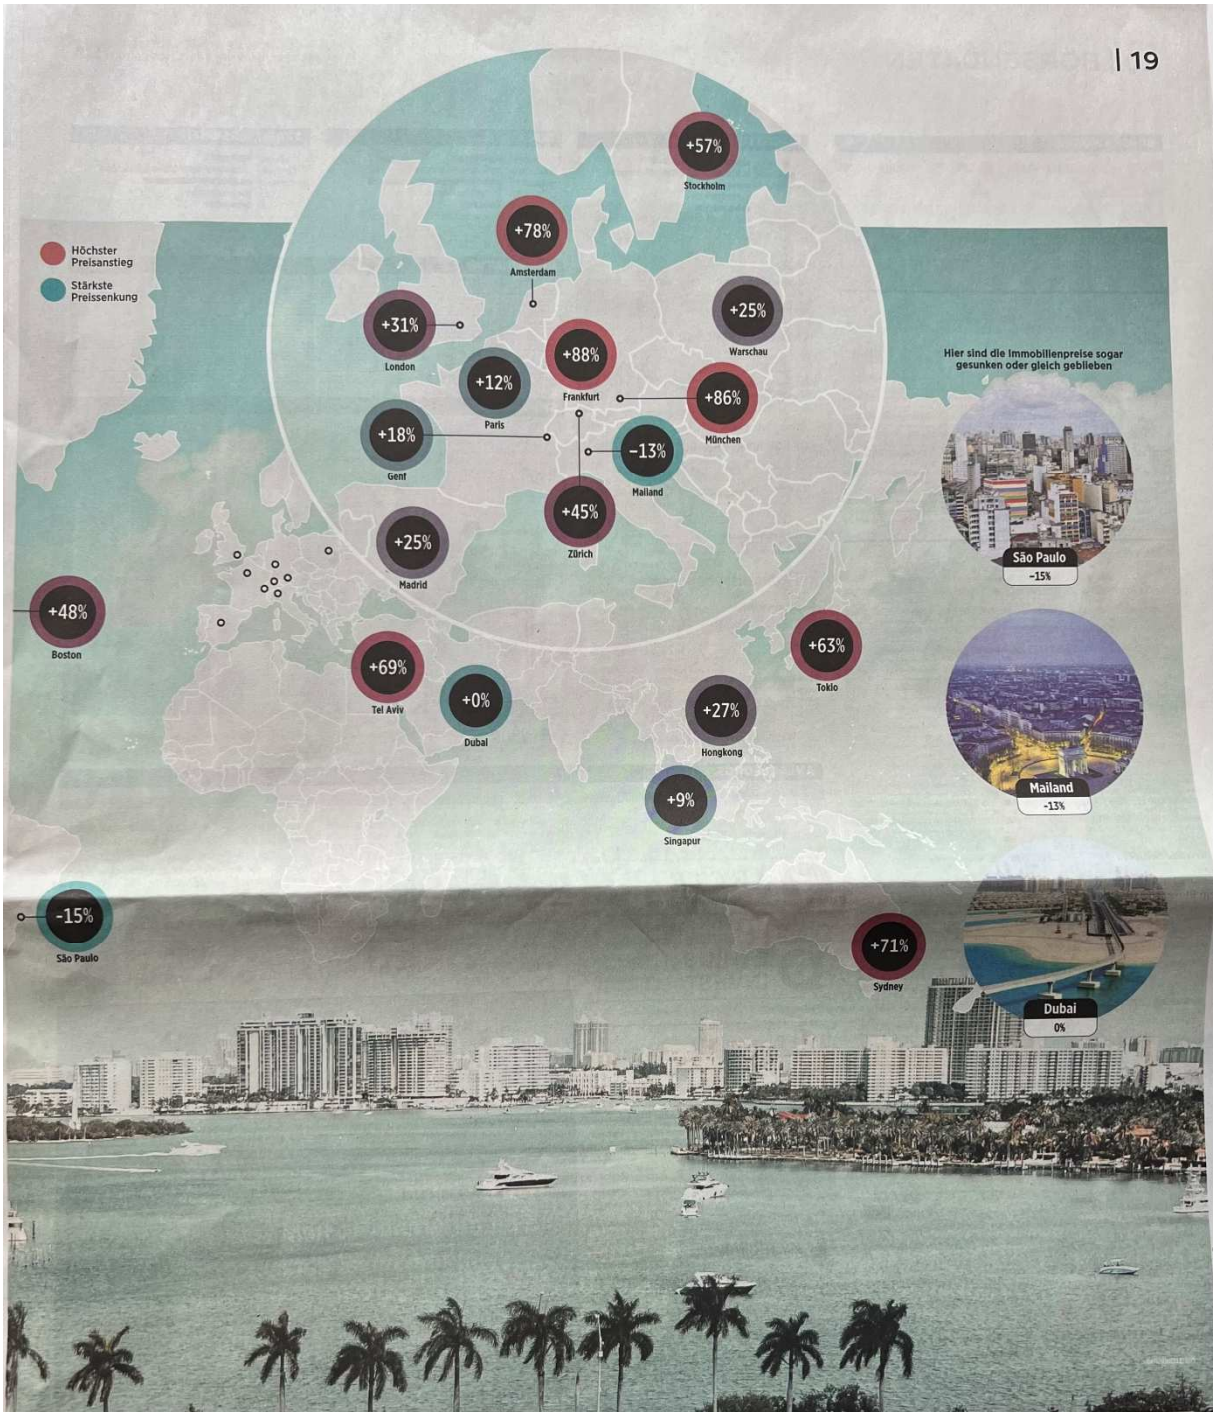 | 19
+57%
Stockholm
+78%
Amsterdam
Höchster
Preisanstieg
Stärkste
Preissenkung
+31%
London
+25%
Warschau
+88%
Frankfurt
+12%
Paris
+86%
München
+18%
Genf
-13%
Mailand
+45%
Zürich
+25%
Madrid
Hier sind die Immobilienpreise sogar
gesunken oder gleich geblieben
São Paulo
-15%
+48%
Boston
+69%
Tel Aviv
+0%
Dubai
+63%
Tokio
+27%
Hongkong
+9%
Singapur
Mailand
-13%
-15%
São Paulo
+71%
Sydney
Dubai
0%